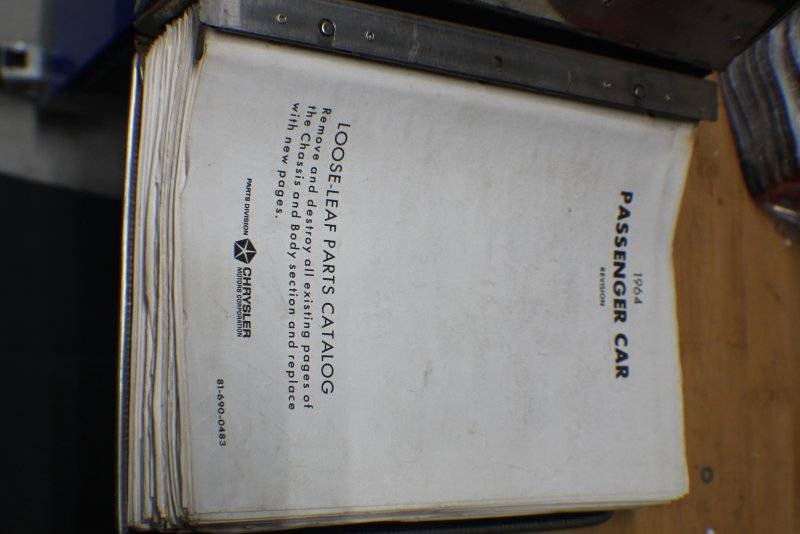 1964
PASSENGER CAR
REVISION
LOOSE-LEAF PARTS CATALOG
Remove and destroy all existing pages of
the Chassis and Body section and replace
with new pages.
PARTS DIVISION
CHRYSLER
MOTORS CORPORATION
81-690-0483